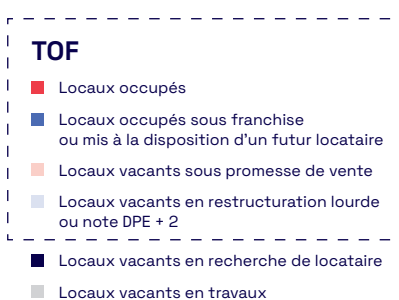 TOF
Locaux occupés
Locaux occupés sous franchise
ou mis à la disposition d'un futur locataire
Locaux vacants sous promesse de vente
Locaux vacants en restructuration lourde
ou note DPE + 2
Locaux vacants en recherche de locataire
Locaux vacants en travaux